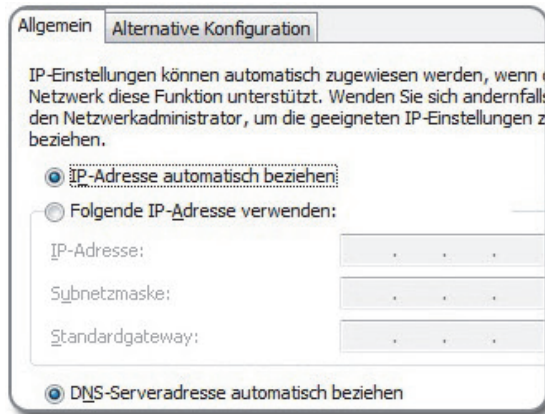 Allgemein
Alternative Konfiguration
IP-Einstellungen können automatisch zugewiesen werden, wenn
Netzwerk diese Funktion unterstützt. Wenden Sie sich andernfalls
den Netzwerkadministrator, um die geeigneten IP-Einstellungen
beziehen.
IP-Adresse automatisch beziehen
Folgende IP-Adresse verwenden:
IP-Adresse:
Subnetzmaske:
Standardgateway:
DNS-Serveradresse automatisch beziehen